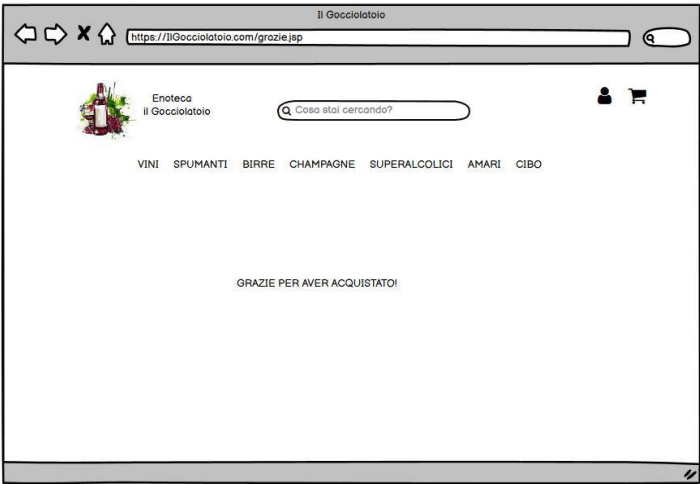 Il Gocciolatoio
https://IlGocciolatoio.com/grazie.jsp
Enoteca
il Gocciolatoio
Cosa stai cercando?
VINI SPUMANTI BIRRE CHAMPAGNE SUPERALCOLICI AMARI CIBO
GRAZIE PER AVER ACQUISTATO!